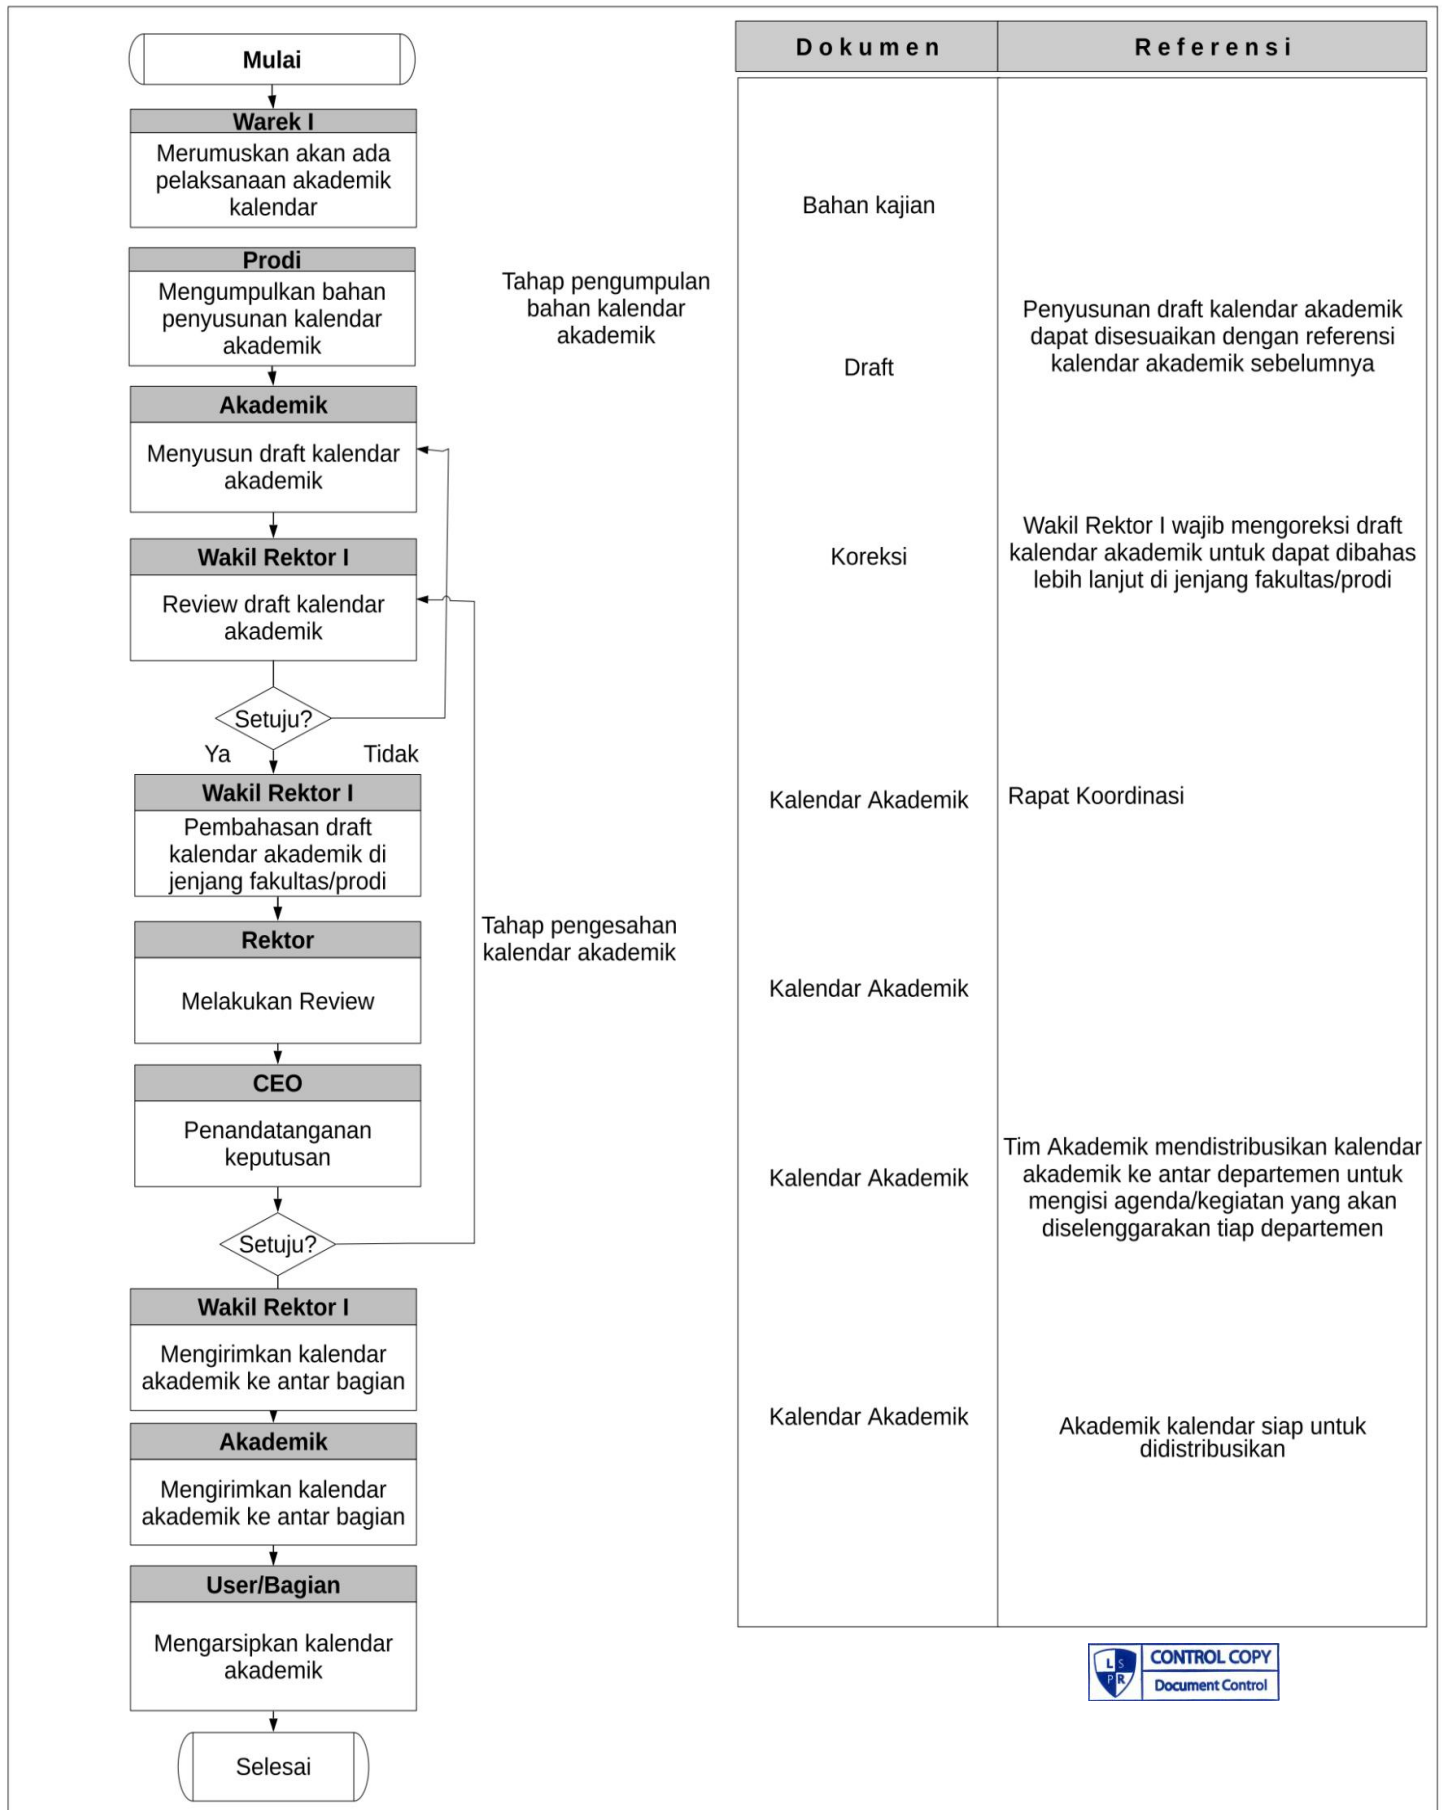 Mulai
Warek I
Merumuskan akan ada
pelaksanaan akademik
kalendar
Prodi
Mengumpulkan bahan
penyusunan kalendar
akademik
Akademik
Menyusun draft kalendar
akademik
Wakil Rektor I
Review draft kalendar
akademik
Setuju?
Ya
Tidak
Wakil Rektor I
Pembahasan draft
kalendar akademik di
jenjang fakultas/prodi
Rektor
Melakukan Review
CEO
Penandatanganan
keputusan
Setuju?
Wakil Rektor I
Mengirimkan kalendar
akademik ke antar bagian
Akademik
Mengirimkan kalendar
akademik ke antar bagian
User/Bagian
Mengarsipkan kalendar
akademik
Selesai
Tahap pengumpulan
bahan kalendar
akademik
Tahap pengesahan
kalendar akademik
Dokumen
Referensi
Bahan kajian
Draft
Penyusunan draft kalendar akademik
dapat disesuaikan dengan referensi
kalendar akademik sebelumnya
Koreksi
Wakil Rektor I wajib mengoreksi draft
kalendar akademik untuk dapat dibahas
lebih lanjut di jenjang fakultas/prodi
Kalendar Akademik
Rapat Koordinasi
Kalendar Akademik
Kalendar Akademik
Tim Akademik mendistribusikan kalendar
akademik ke antar departemen untuk
mengisi agenda/kegiatan yang akan
diselenggarakan tiap departemen
Kalendar Akademik
Akademik kalendar siap untuk
didistribusikan
L S
P R
CONTROL COPY
Document Control